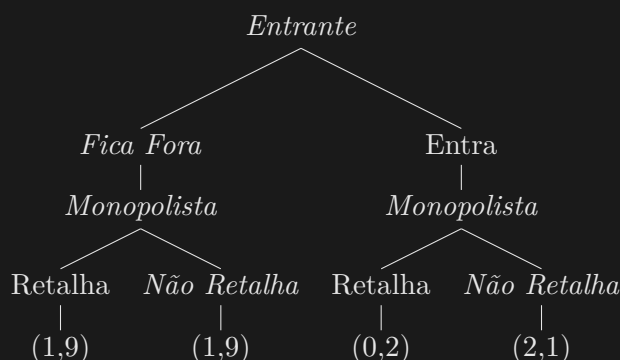 Entrante
Fica Fora Entra
Monopolista Monopolista
Retalha Não Retalha Retalha Não Retalha
(1,9) (1,9) (0,2) (2,1)